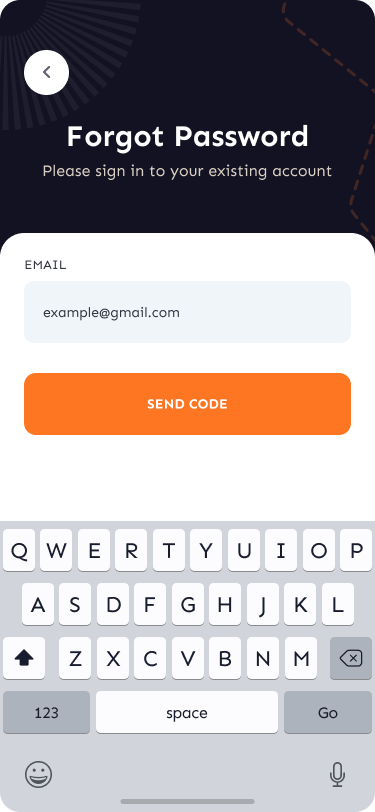 Forgot Password
Please sign in to your existing account
EMAIL
example@gmail.com
SEND CODE
Q W E R T Y U I O P
A S D F G H J K L
Z X C V B N M
123 space Go